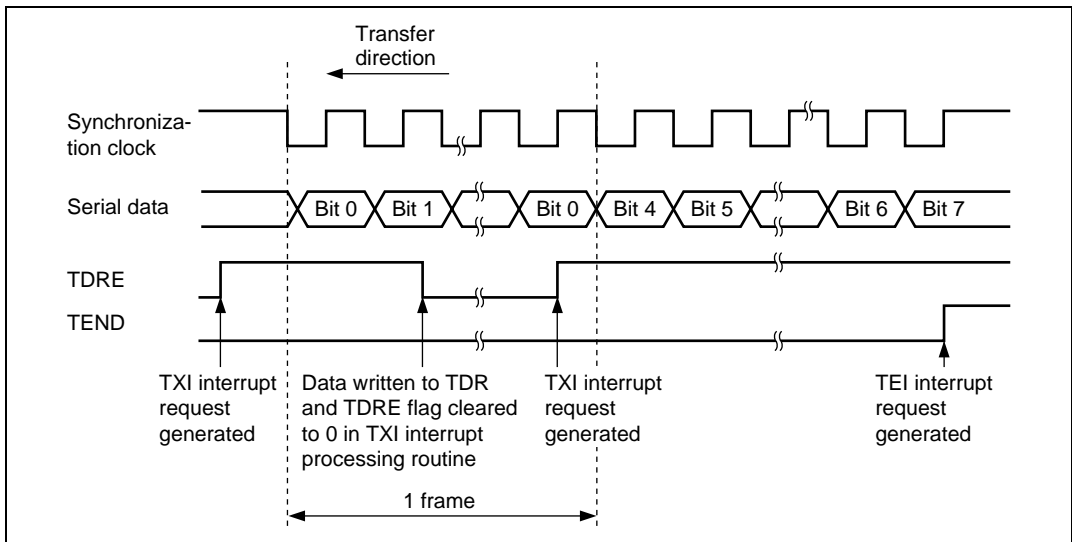 Transfer
direction
Synchroniza-
tion clock
Serial data
Bit 0
Bit 1
Bit 0
Bit 4
Bit 5
Bit 6
Bit 7
TDRE
TEND
TXI interrupt
request
generated
Data written to TDR
and TDRE flag cleared
to 0 in TXI interrupt
processing routine
TXI interrupt
request
generated
TEI interrupt
request
generated
1 frame